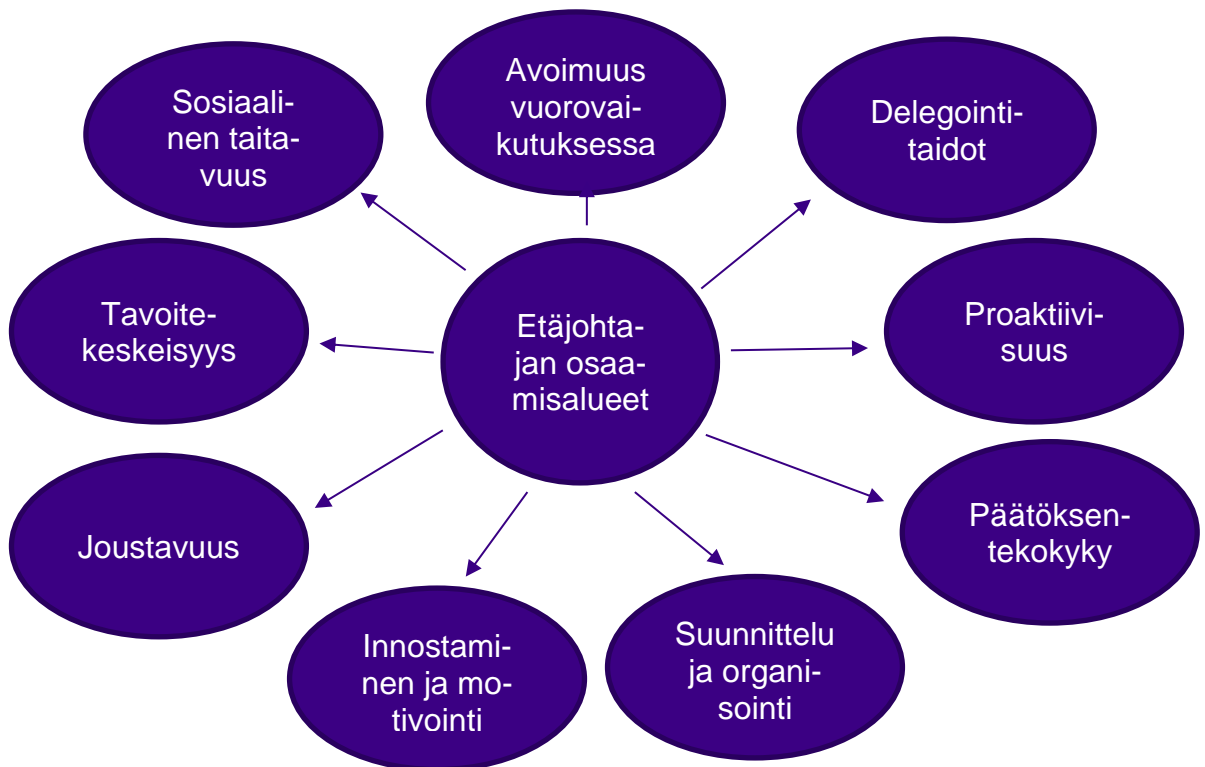 Avoimuus
vuorovai-
kutuksessa
Sosiaali-
nen taita-
vuus
Delegointi-
taidot
Tavoite-
keskeisyys
Etäjohta-
jan osaa-
misalueet
Proaktiivi-
suus
Joustavuus
Päätöksen-
tekokyky
Innostami-
nen ja mo-
tivointi
Suunnittelu
ja organi-
sointi